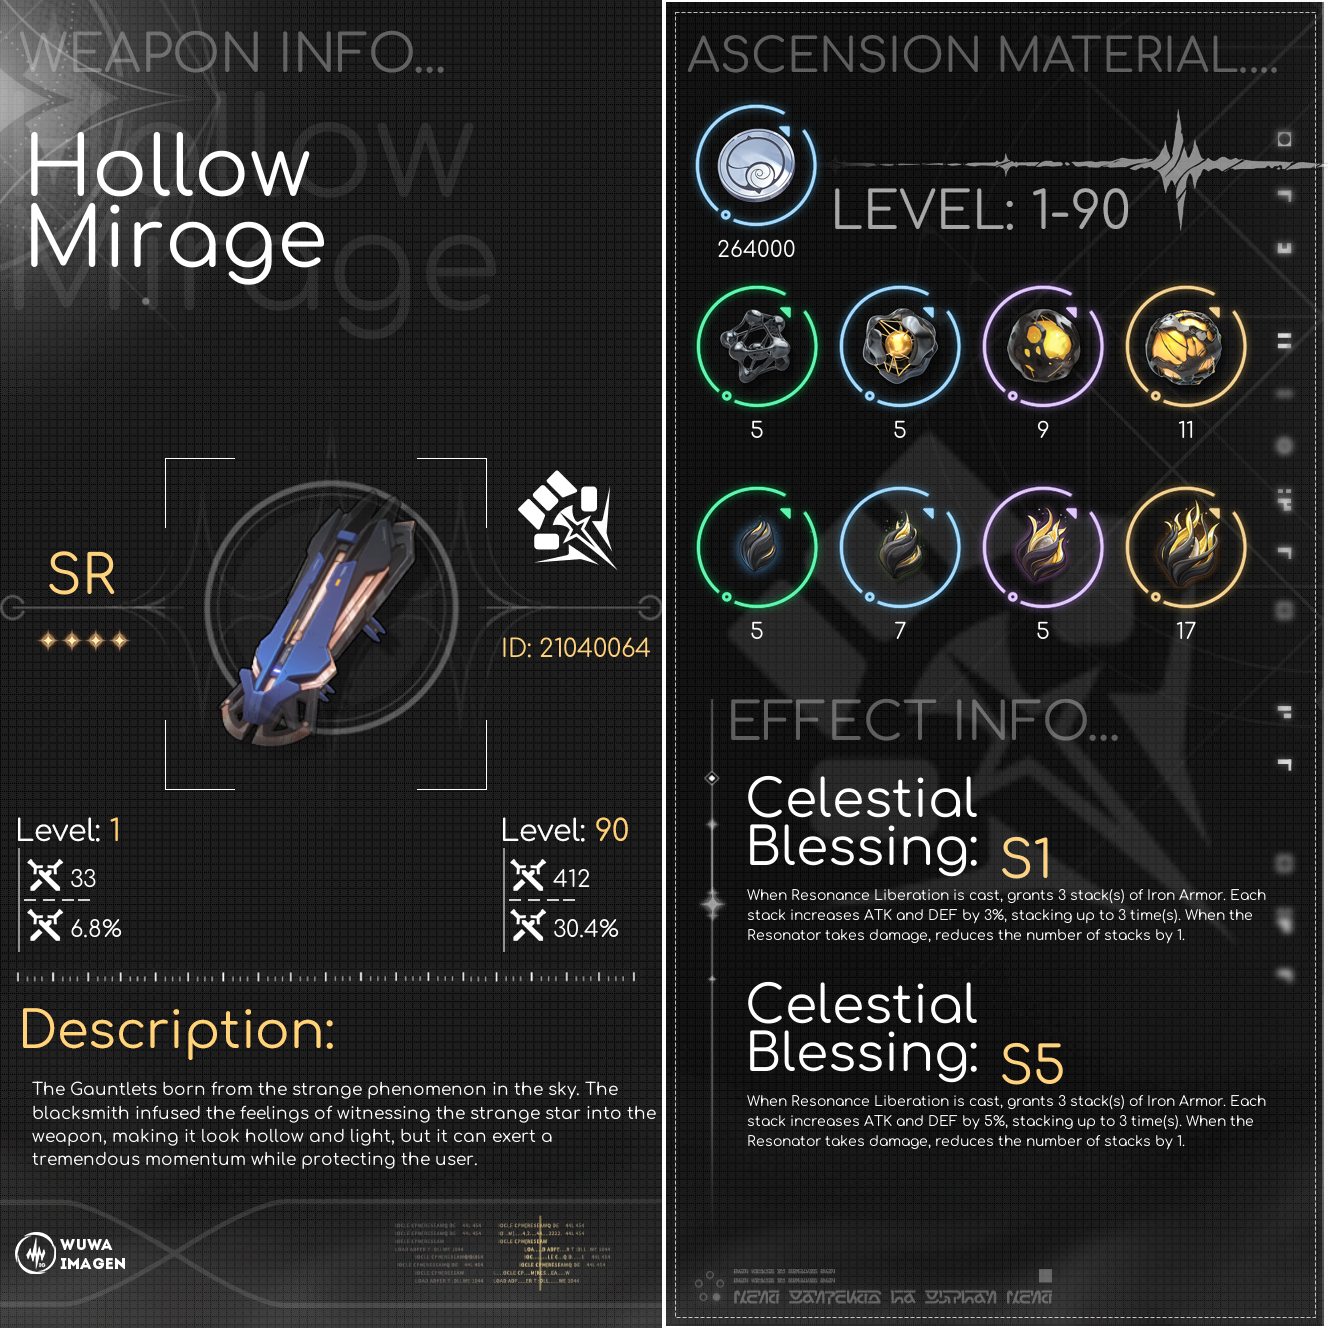 WEAPON INFO...
Hollow
Mirage
Hollow
Mirage
SR
ID: 21040064
Level: 1
33
6.8%
Level: 90
412
30.4%
Description:
The Gauntlets born from the strange phenomenon in the sky. The
blacksmith infused the feelings of witnessing the strange star into the
weapon, making it look hollow and light, but it can exert a
tremendous momentum while protecting the user.
WUWA
IMAGEN
ASCENSION MATERIAL....
264000
LEVEL: 1-90
5
5
9
11
5
7
5
17
EFFECT INFO...
Celestial
Blessing: S1
When Resonance Liberation is cast, grants 3 stack(s) of Iron Armor. Each
stack increases ATK and DEF by 3%, stacking up to 3 time(s). When the
Resonator takes damage, reduces the number of stacks by 1.
Celestial
Blessing: S5
When Resonance Liberation is cast, grants 3 stack(s) of Iron Armor. Each
stack increases ATK and DEF by 5%, stacking up to 3 time(s). When the
Resonator takes damage, reduces the number of stacks by 1.